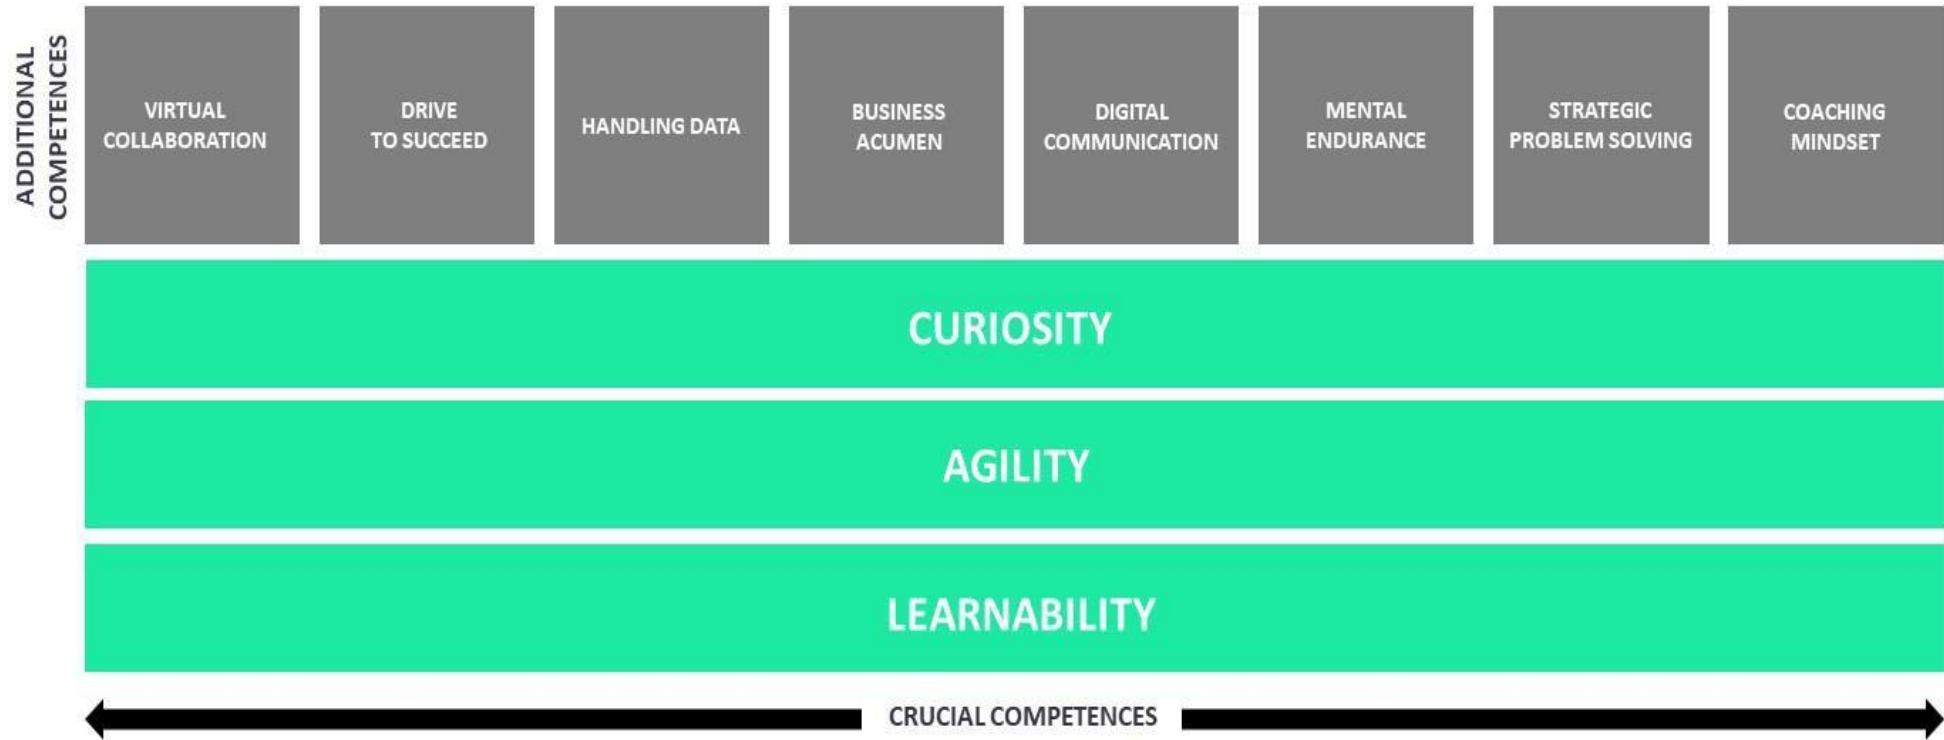 ADDITIONAL
COMPETENCES
VIRTUAL
COLLABORATION
DRIVE
TO SUCCEED
HANDLING DATA
BUSINESS
ACUMEN
DIGITAL
COMMUNICATION
MENTAL
ENDURANCE
STRATEGIC
PROBLEM SOLVING
COACHING
MINDSET
CURIOSITY
AGILITY
LEARNABILITY
CRUCIAL COMPETENCES